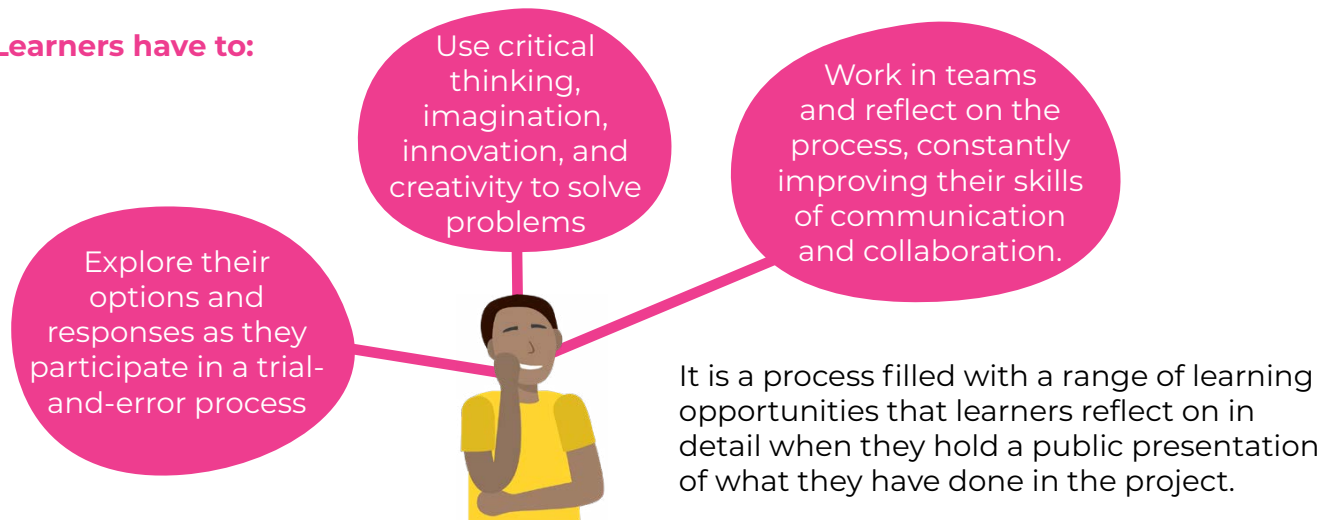 Learners have to:
Use critical
thinking,
imagination,
innovation, and
creativity to solve
problems
Work in teams
and reflect on the
process, constantly
improving their skills
of communication
and collaboration.
Explore their
options and
responses as they
participate in a trial-
and-error process
It is a process filled with a range of learning
opportunities that learners reflect on in
detail when they hold a public presentation
of what they have done in the project.